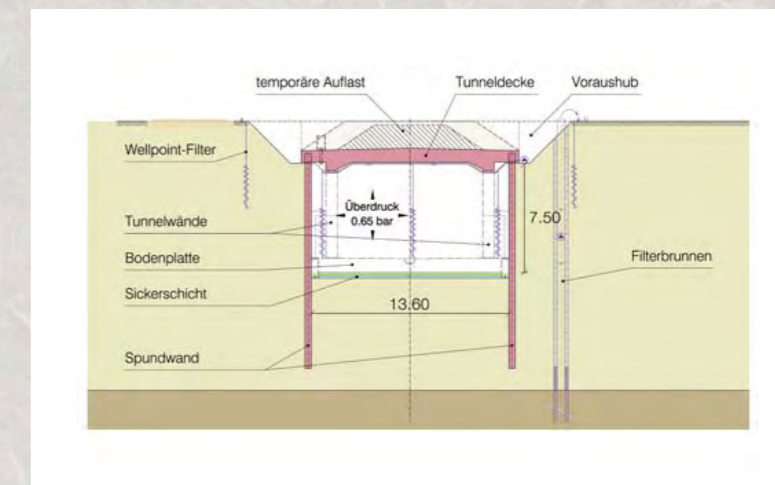 temporäre Auflast
Tunneldecke
Voraushub
Wellpoint-Filter
Überdruck
0.65 bar
Tunnelwände
7.50
Bodenplatte
Filterbrunnen
Sickerschicht
13.60
Spundwand